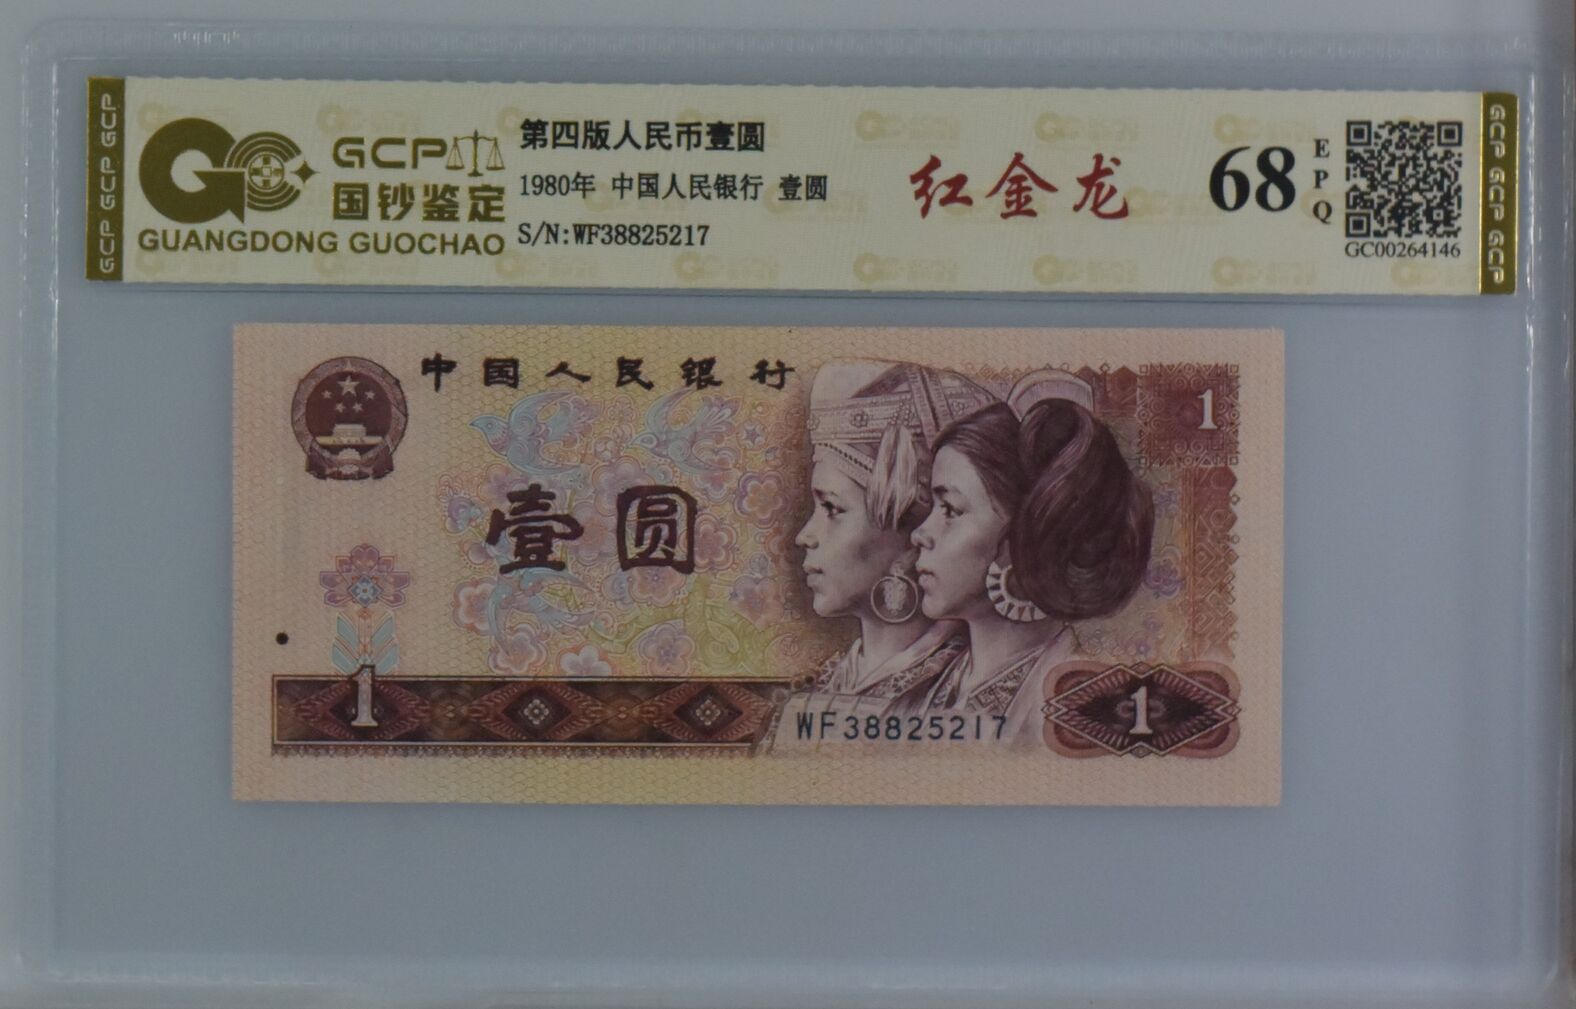 GCP GCP GCP
GCP
国钞鉴定
GUANGDONG GUOCHAO
第四版人民币壹圆
1980年 中国人民银行 壹圆
S/N:WF38825217
红金龙
68
EPQ
GC00264146
GCP GCP GCP
中国人民银行
1
壹圆
1
WF38825217
1